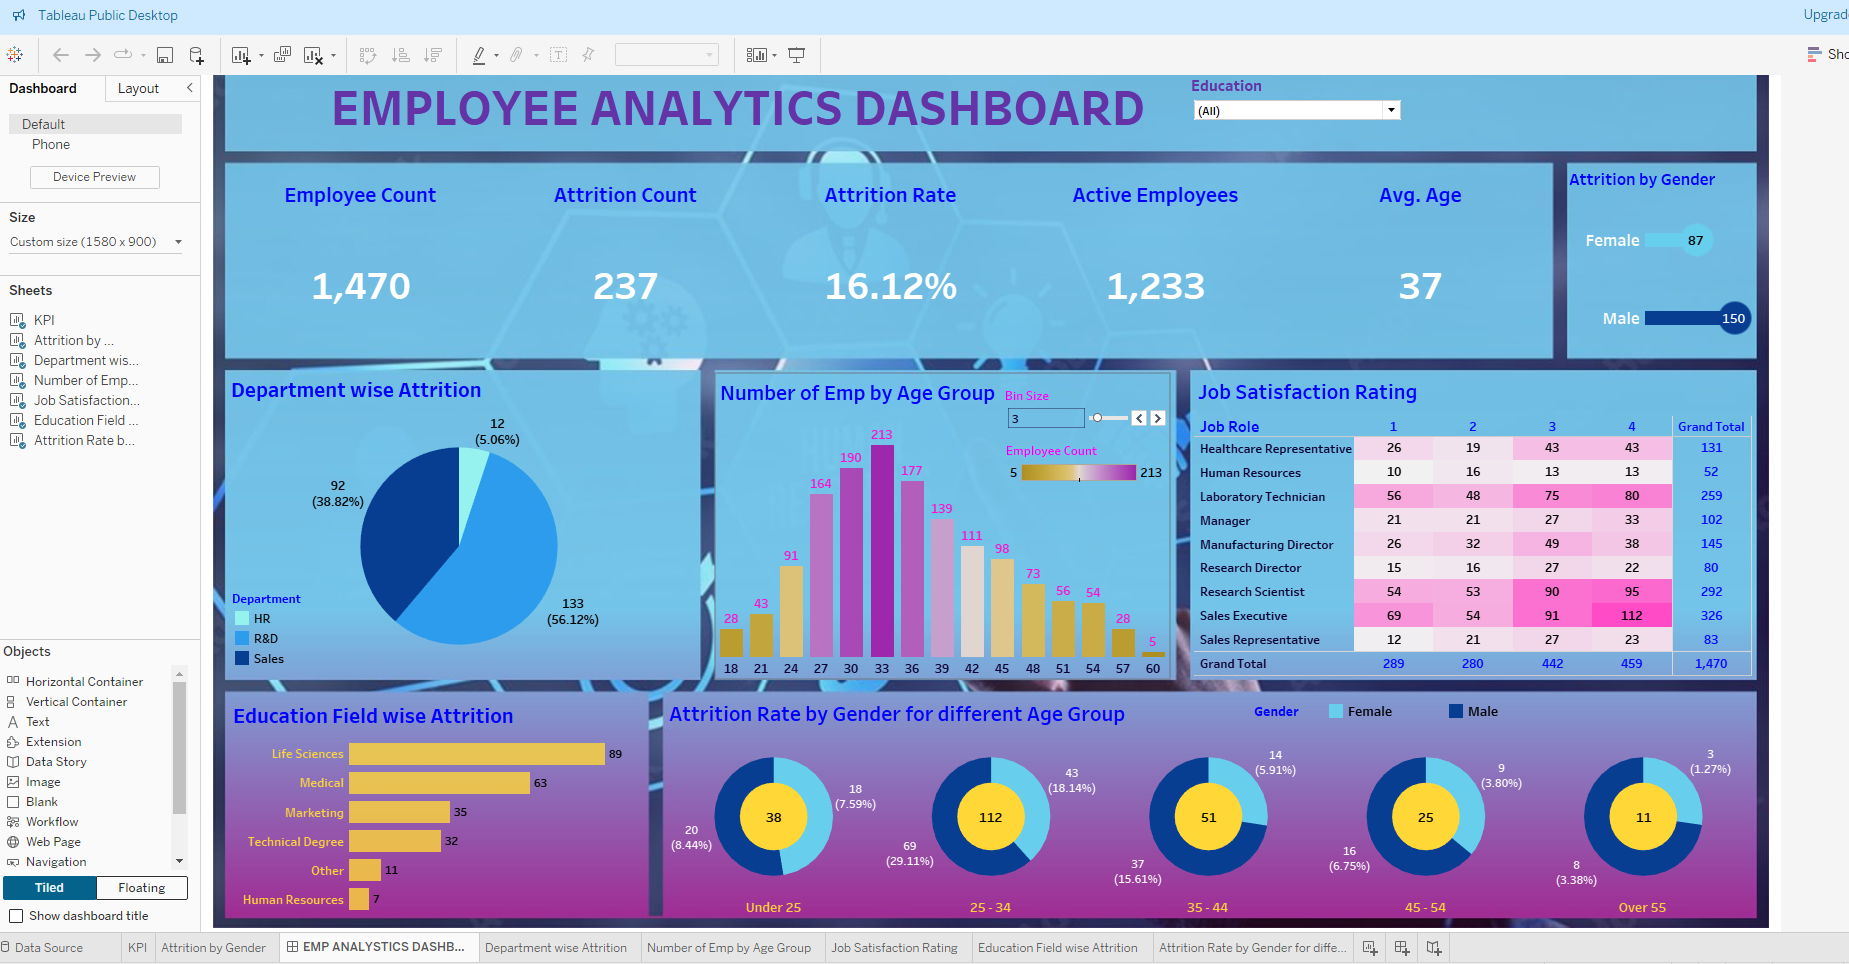 Tableau Public Desktop
Upgrad
Sho
Dashboard
Layout
Default
Phone
Device Preview
Size
Custom size (1580 x 900)
Sheets
KPI
Attrition by ...
Department wis...
Number of Emp...
Job Satisfaction...
Education Field ...
Attrition Rate b...
Objects
Horizontal Container
Vertical Container
Text
Extension
Data Story
Image
Blank
Workflow
Web Page
Navigation
Tiled Floating
Show dashboard title
EMPLOYEE ANALYTICS DASHBOARD
Education
(All)
Employee Count Attrition Count Attrition Rate Active Employees Avg. Age
1,470 237 16.12% 1,233 37
Attrition by Gender
Female 87
Male 150
Department wise Attrition
12
(5.06%)
92
(38.82%)
133
(56.12%)
Department
HR
R&D
Sales
Number of Emp by Age Group
Bin Size
3
Employee Count
5 213
28 43 91 164 190 213 177 139 111 98 73 56 54 28 5
18 21 24 27 30 33 36 39 42 45 48 51 54 57 60
Job Satisfaction Rating
Job Role 1 2 3 4 Grand Total
Healthcare Representative 26 19 43 43 131
Human Resources 10 16 13 13 52
Laboratory Technician 56 48 75 80 259
Manager 21 21 27 33 102
Manufacturing Director 26 32 49 38 145
Research Director 15 16 27 22 80
Research Scientist 54 53 90 95 292
Sales Executive 69 54 91 112 326
Sales Representative 12 21 27 23 83
Grand Total 289 280 442 459 1,470
Education Field wise Attrition
Life Sciences 89
Medical 63
Marketing 35
Technical Degree 32
Other 11
Human Resources 7
Attrition Rate by Gender for different Age Group
Gender Female Male
18
(7.59%)
38
20
(8.44%)
Under 25
43
(18.14%)
112
69
(29.11%)
25 - 34
14
(5.91%)
51
37
(15.61%)
35 - 44
9
(3.80%)
25
16
(6.75%)
45 - 54
3
(1.27%)
11
8
(3.38%)
Over 55
Data Source KPI Attrition by Gender EMP ANALYSTICS DASHB... Department wise Attrition Number of Emp by Age Group Job Satisfaction Rating Education Field wise Attrition Attrition Rate by Gender for diffe...